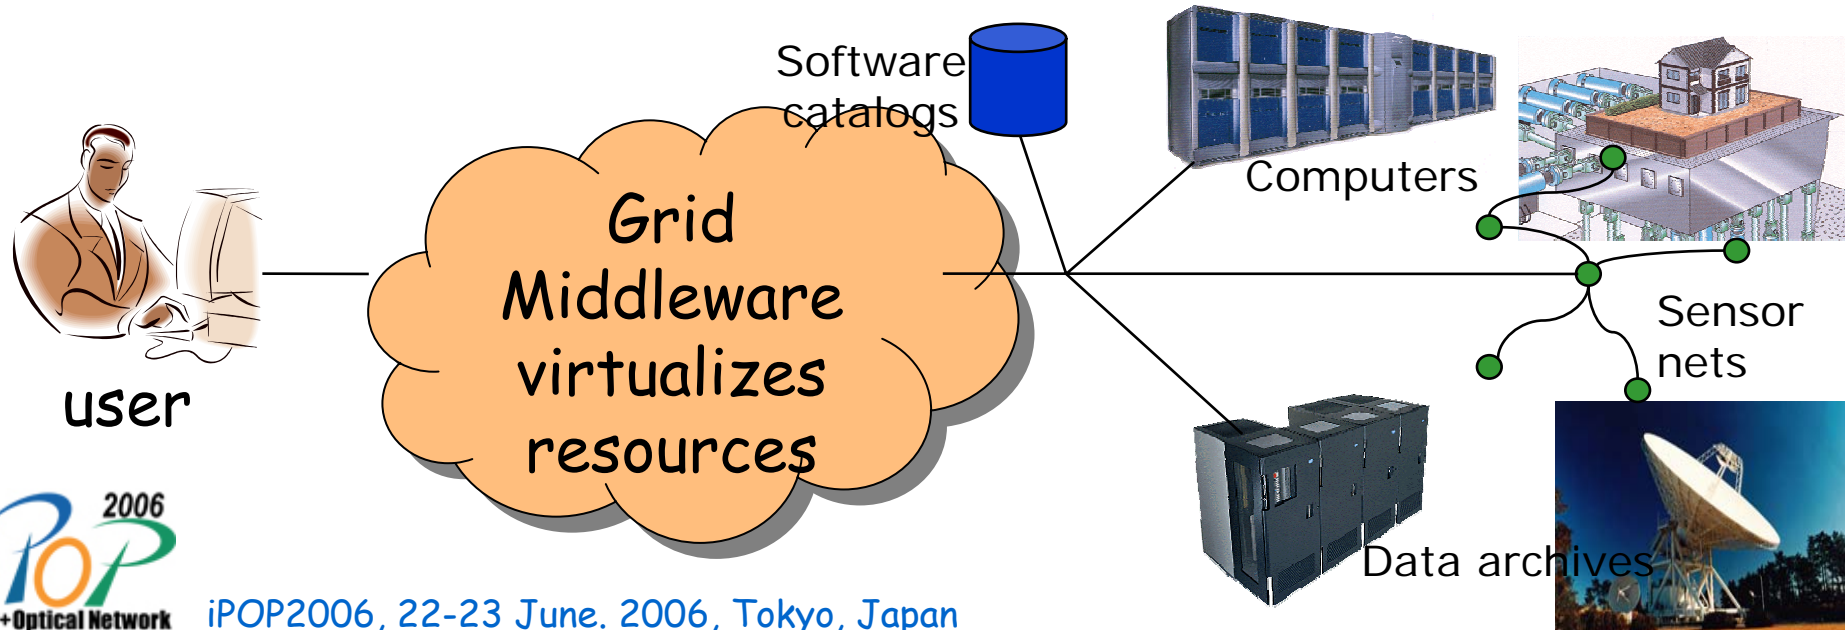 Software
catalogs
Computers
Grid
Middleware
virtualizes
resources
Sensor
nets
user
Data archives
2006
POP
+Optical Network
iPOP2006, 22-23 June. 2006, Tokyo, Japan